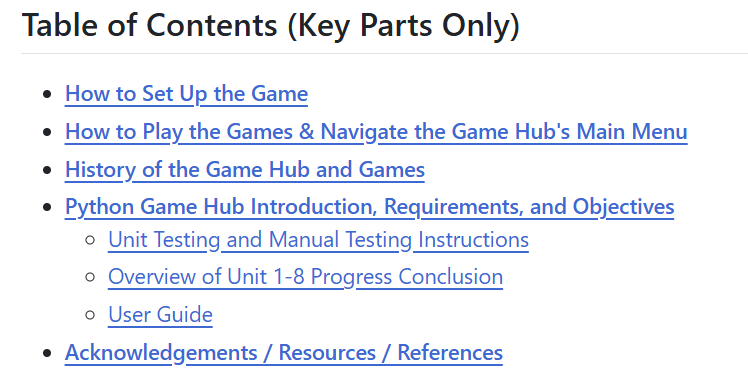 Table of Contents (Key Parts Only)
How to Set Up the Game
How to Play the Games & Navigate the Game Hub's Main Menu
History of the Game Hub and Games
Python Game Hub Introduction, Requirements, and Objectives
Unit Testing and Manual Testing Instructions
Overview of Unit 1-8 Progress Conclusion
User Guide
Acknowledgements / Resources / References